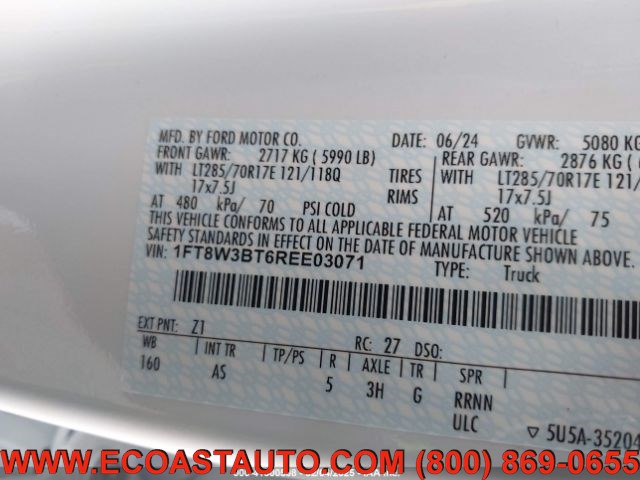 MFD. BY FORD MOTOR CO. DATE: 06/24 GVWR: 5080 KG
FRONT GAWR: 2717 KG ( 5990 LB) REAR GAWR: 2876 KG (
WITH LT285/70R17E 121/118Q TIRES WITH LT285/70R17E 121/
17x7.5J RIMS 17x7.5J
AT 480 kPa/ 70 PSI COLD AT 520 kPa/ 75
THIS VEHICLE CONFORMS TO ALL APPLICABLE FEDERAL MOTOR VEHICLE
SAFETY STANDARDS IN EFFECT ON THE DATE OF MANUFACTURE SHOWN
VIN: 1FT8W3BT6REE03071 TYPE: Truck
EXT PNT: Z1 RC: 27 DSO:
WB INT TR TP/PS R AXLE TR SPR
160 AS 5 3H G RRNN
ULC
▽ 5U5A-35204
WWW.ECOASTAUTO.COM (800) 869-0655